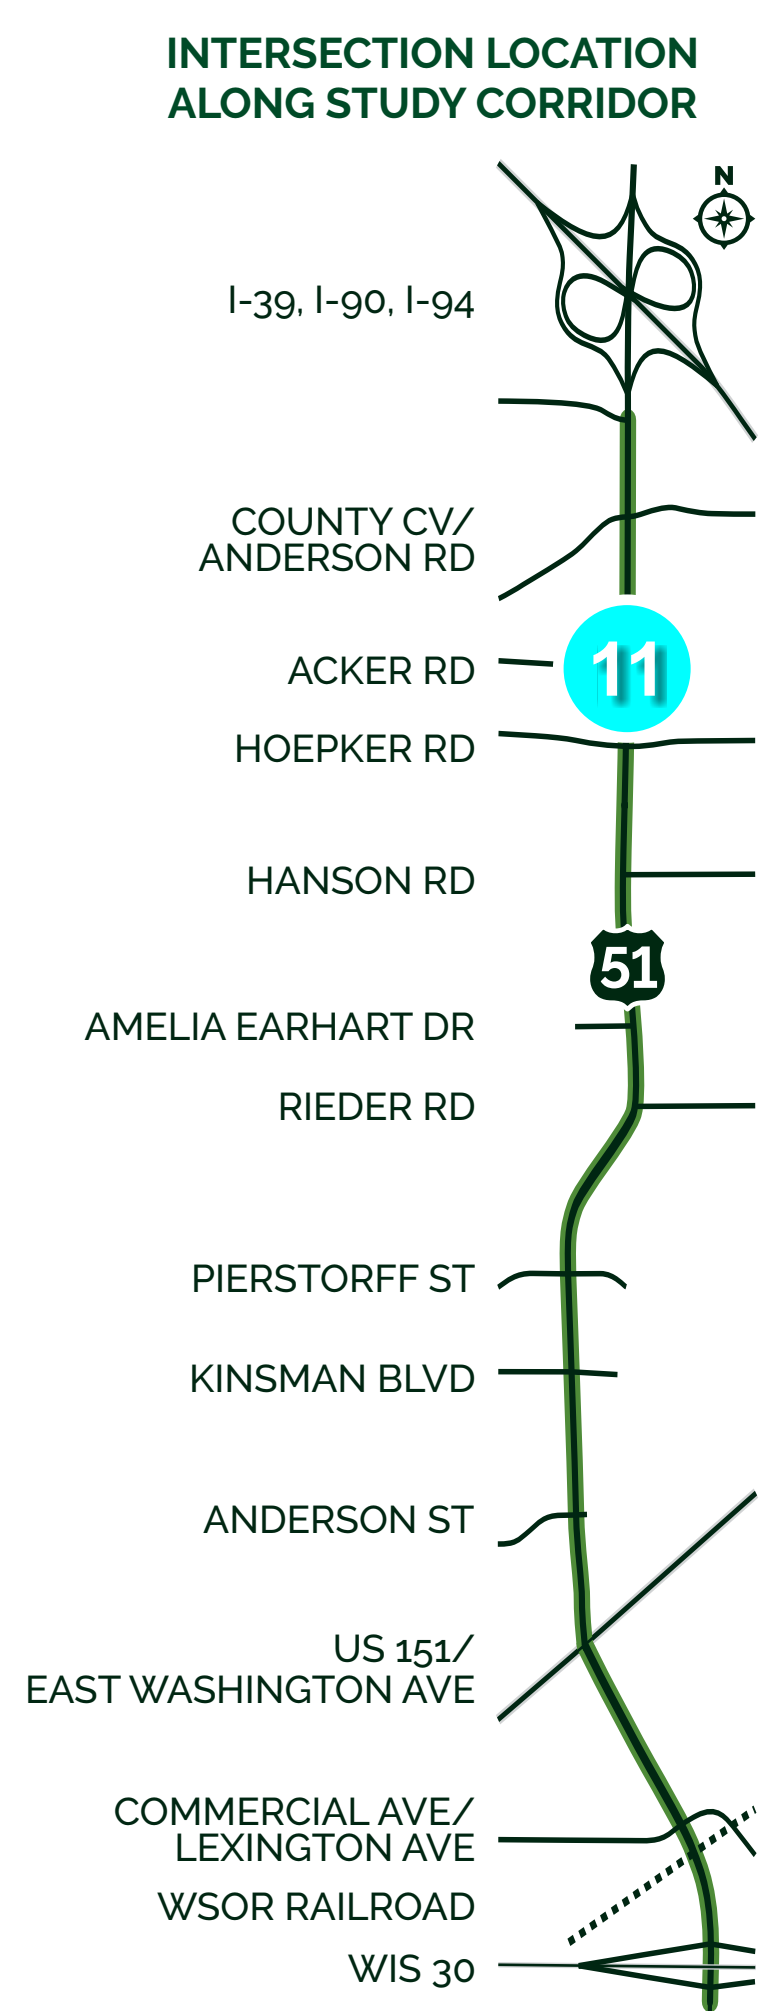 INTERSECTION LOCATION
ALONG STUDY CORRIDOR
N
I-39, I-90, I-94
COUNTY CV/
ANDERSON RD
ACKER RD
11
HOEPKER RD
HANSON RD
51
AMELIA EARHART DR
RIEDER RD
PIERSTORFF ST
KINSMAN BLVD
ANDERSON ST
US 151/
EAST WASHINGTON AVE
COMMERCIAL AVE/
LEXINGTON AVE
WSOR RAILROAD
WIS 30